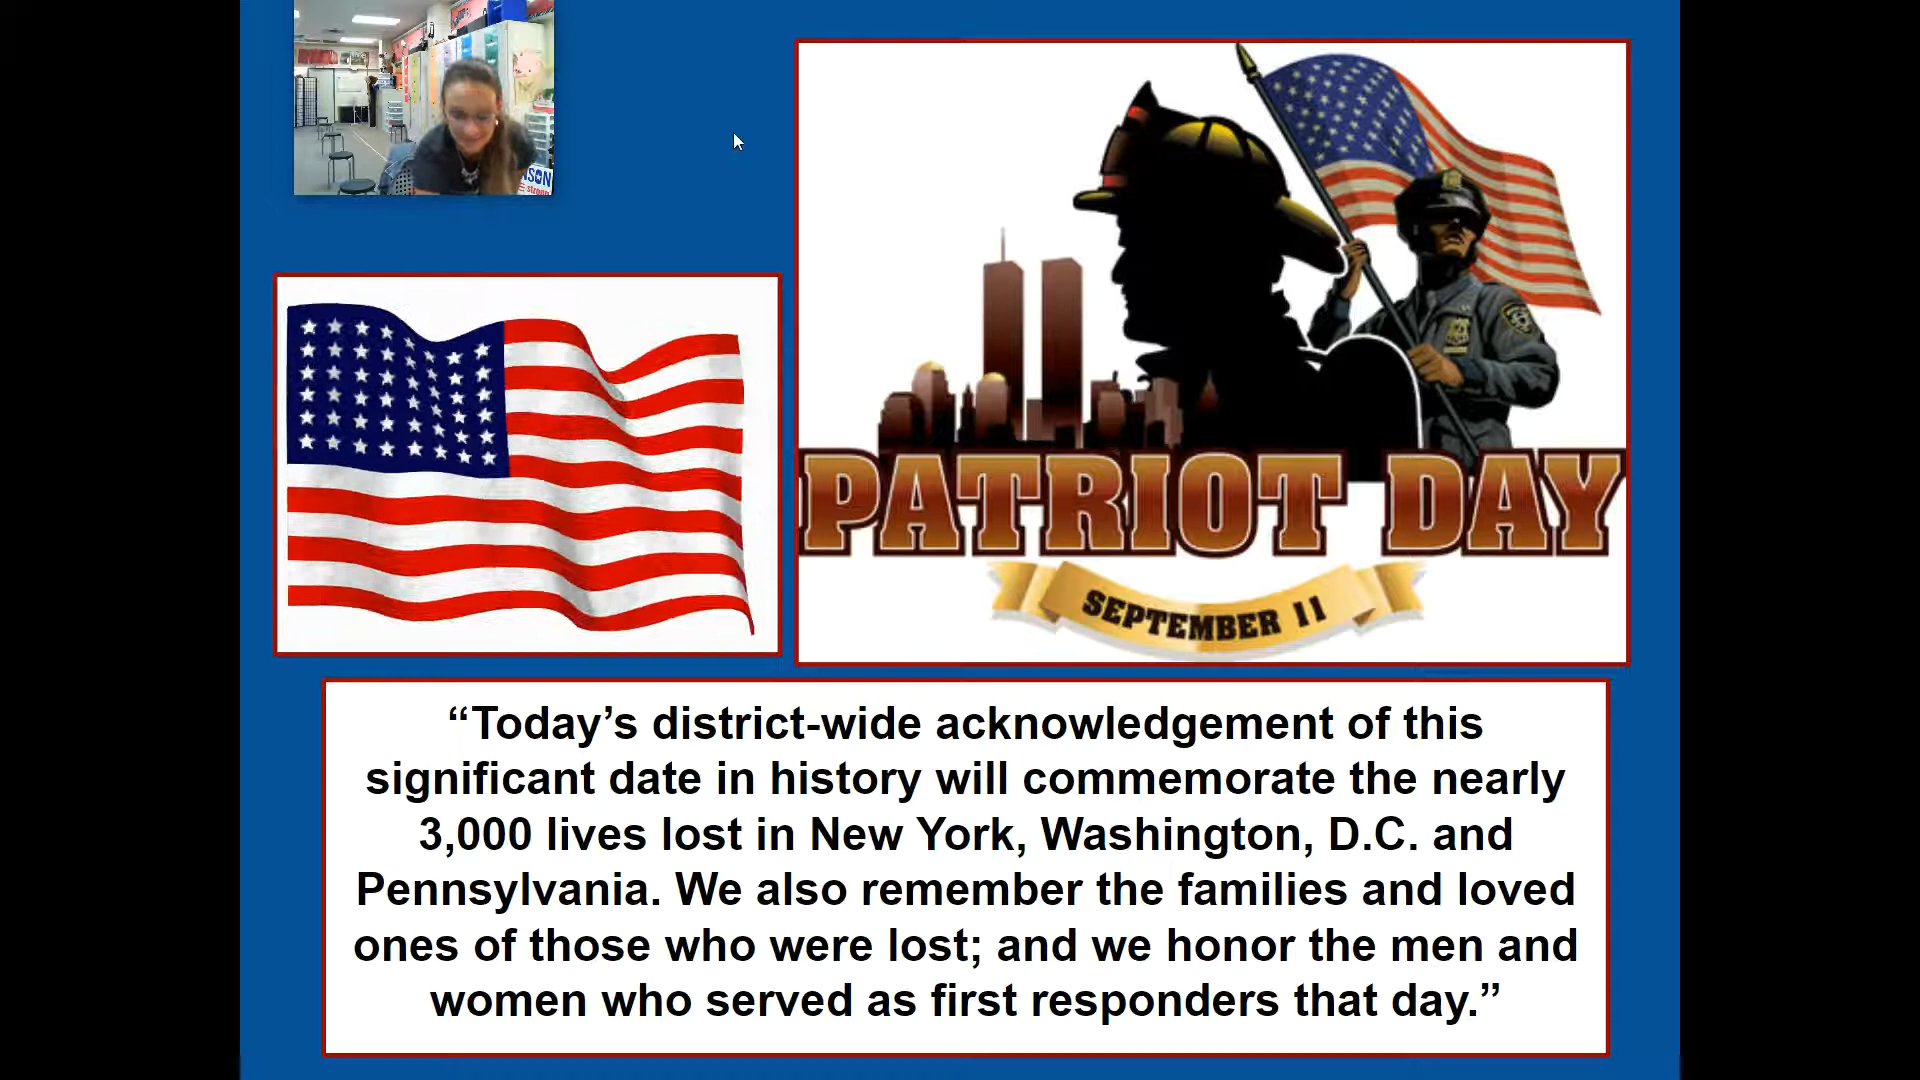 NSON
strong
PATRIOT DAY
SEPTEMBER 11
“Today’s district-wide acknowledgement of this
significant date in history will commemorate the nearly
3,000 lives lost in New York, Washington, D.C. and
Pennsylvania. We also remember the families and loved
ones of those who were lost; and we honor the men and
women who served as first responders that day.”